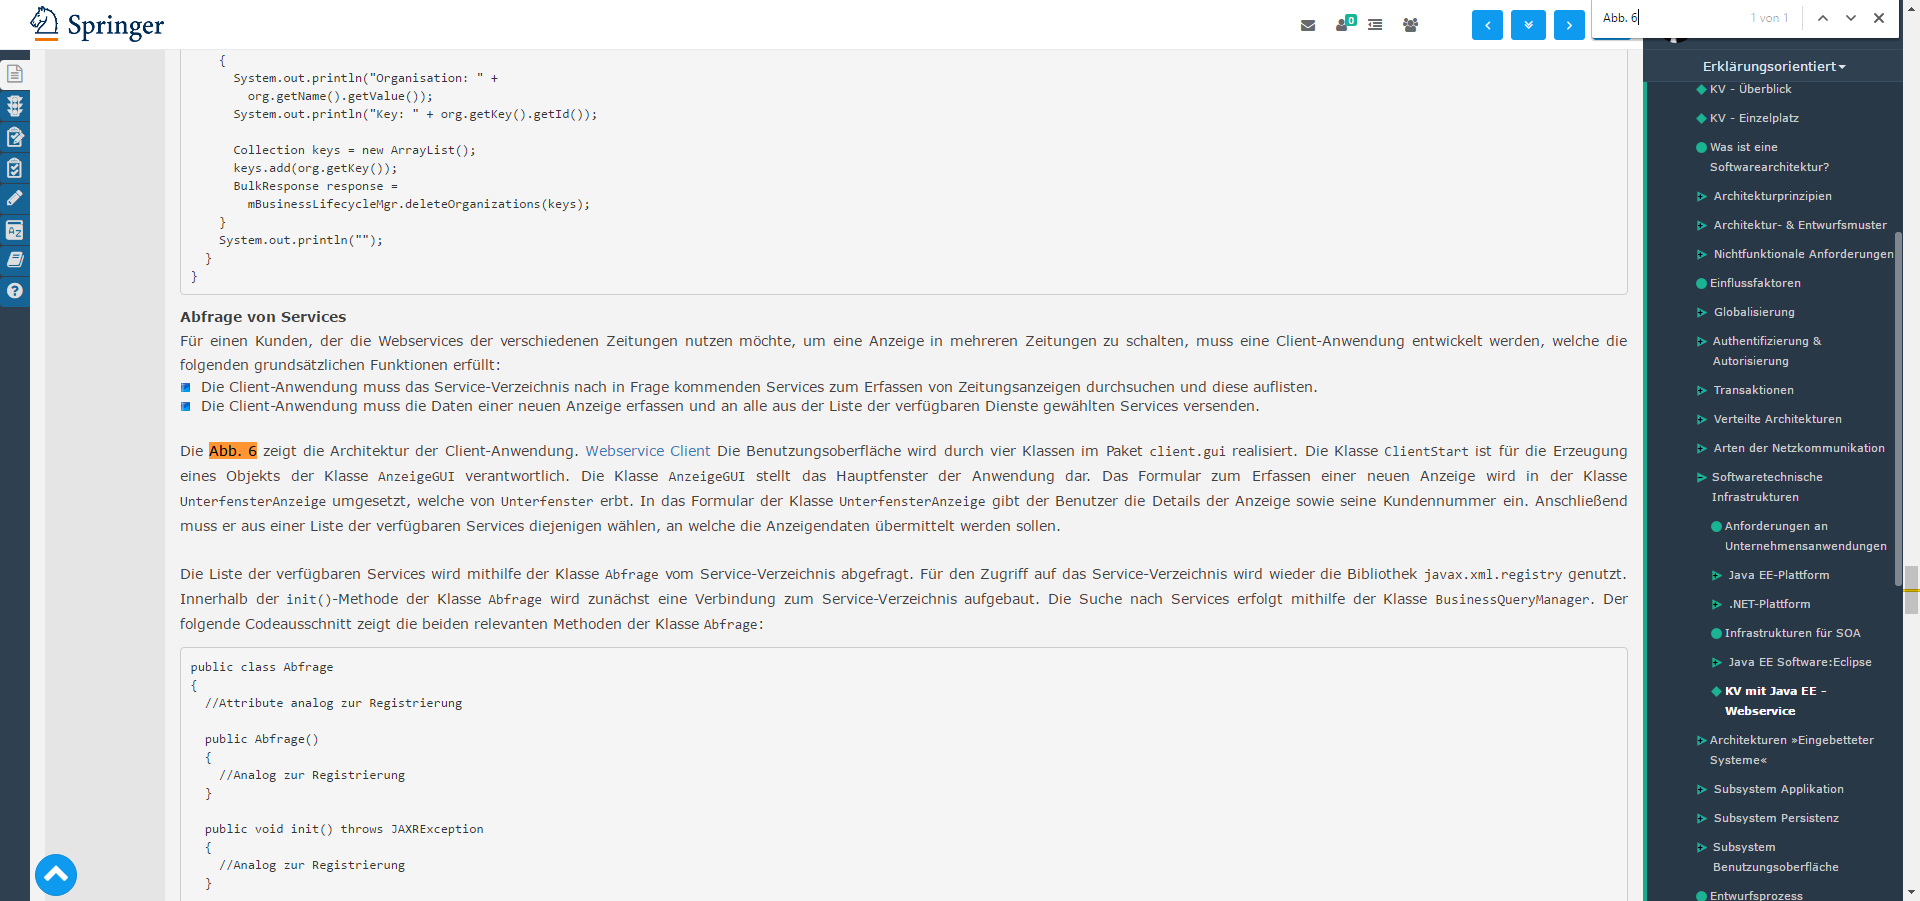 Springer
0
Abb. 6
1 von 1
{
System.out.println("Organisation: " +
org.getName().getValue());
System.out.println("Key: " + org.getKey().getId());
Collection keys = new ArrayList();
keys.add(org.getKey());
BulkResponse response =
mBusinessLifecycleMgr.deleteOrganizations(keys);
}
System.out.println("");
}
}
Abfrage von Services
Für einen Kunden, der die Webservices der verschiedenen Zeitungen nutzen möchte, um eine Anzeige in mehreren Zeitungen zu schalten, muss eine Client-Anwendung entwickelt werden, welche die
folgenden grundsätzlichen Funktionen erfüllt:
Die Client-Anwendung muss das Service-Verzeichnis nach in Frage kommenden Services zum Erfassen von Zeitungsanzeigen durchsuchen und diese auflisten.
Die Client-Anwendung muss die Daten einer neuen Anzeige erfassen und an alle aus der Liste der verfügbaren Dienste gewählten Services versenden.
Die Abb. 6 zeigt die Architektur der Client-Anwendung. Webservice Client Die Benutzungsoberfläche wird durch vier Klassen im Paket client.gui realisiert. Die Klasse ClientStart ist für die Erzeugung
eines Objekts der Klasse AnzeigeGUI verantwortlich. Die Klasse AnzeigeGUI stellt das Hauptfenster der Anwendung dar. Das Formular zum Erfassen einer neuen Anzeige wird in der Klasse
UnterfensterAnzeige umgesetzt, welche von Unterfenster erbt. In das Formular der Klasse UnterfensterAnzeige gibt der Benutzer die Details der Anzeige sowie seine Kundennummer ein. Anschließend
muss er aus einer Liste der verfügbaren Services diejenigen wählen, an welche die Anzeigendaten übermittelt werden sollen.
Die Liste der verfügbaren Services wird mithilfe der Klasse Abfrage vom Service-Verzeichnis abgefragt. Für den Zugriff auf das Service-Verzeichnis wird wieder die Bibliothek javax.xml.registry genutzt.
Innerhalb der init()-Methode der Klasse Abfrage wird zunächst eine Verbindung zum Service-Verzeichnis aufgebaut. Die Suche nach Services erfolgt mithilfe der Klasse BusinessQueryManager. Der
folgende Codeausschnitt zeigt die beiden relevanten Methoden der Klasse Abfrage:
public class Abfrage
{
//Attribute analog zur Registrierung
public Abfrage()
{
//Analog zur Registrierung
}
public void init() throws JAXRException
{
//Analog zur Registrierung
}
Erklärungsorientiert
KV - Überblick
KV - Einzelplatz
Was ist eine
Softwarearchitektur?
Architekturprinzipien
Architektur- & Entwurfsmuster
Nichtfunktionale Anforderungen
Einflussfaktoren
Globalisierung
Authentifizierung &
Autorisierung
Transaktionen
Verteilte Architekturen
Arten der Netzkommunikation
Softwaretechnische
Infrastrukturen
Anforderungen an
Unternehmensanwendungen
Java EE-Plattform
.NET-Plattform
Infrastrukturen für SOA
Java EE Software:Eclipse
KV mit Java EE -
Webservice
Architekturen »Eingebetteter
Systeme«
Subsystem Applikation
Subsystem Persistenz
Subsystem
Benutzungsoberfläche
Entwurfsprozess